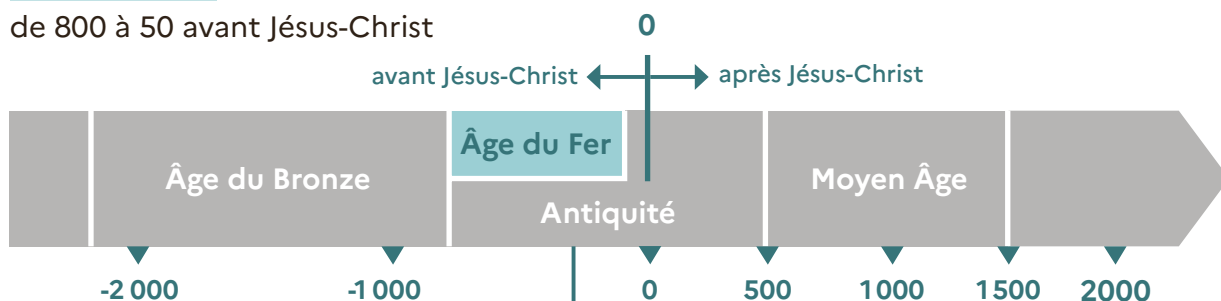 de 800 à 50 avant Jésus-Christ
0
avant Jésus-Christ
après Jésus-Christ
Âge du Fer
Âge du Bronze
Moyen Âge
Antiquité
-2 000
-1 000
0
500
1000
1500
2000